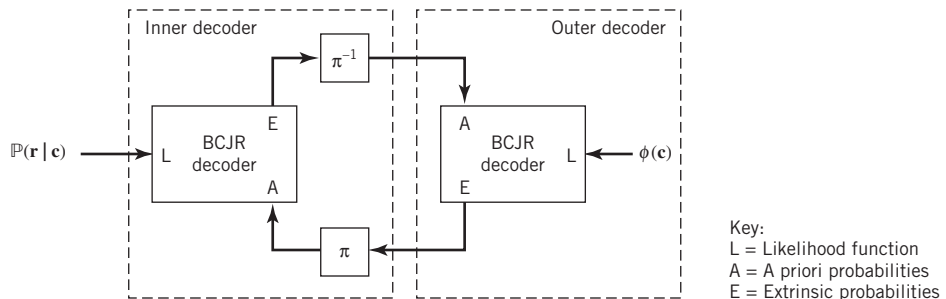 Inner decoder
Outer decoder
π⁻¹
E
A
BCJR
decoder
BCJR
decoder
ℙ(r | c)
L
L
ϕ(c)
A
E
π
Key:
L = Likelihood function
A = A priori probabilities
E = Extrinsic probabilities